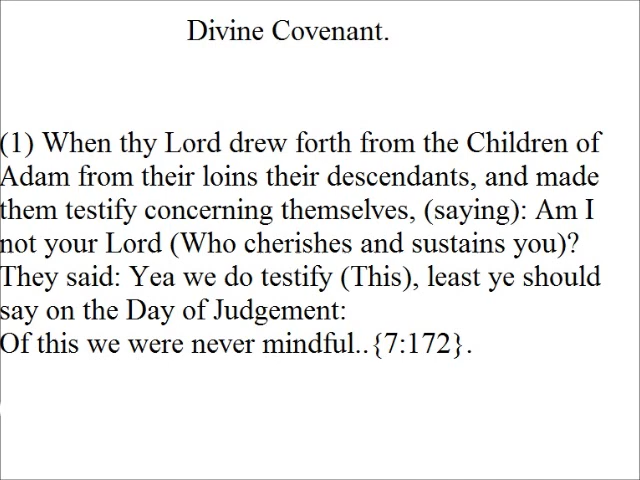 Divine Covenant.
(1) When thy Lord drew forth from the Children of
Adam from their loins their descendants, and made
them testify concerning themselves, (saying): Am I
not your Lord (Who cherishes and sustains you)?
They said: Yea we do testify (This), least ye should
say on the Day of Judgement:
Of this we were never mindful..{7:172}.